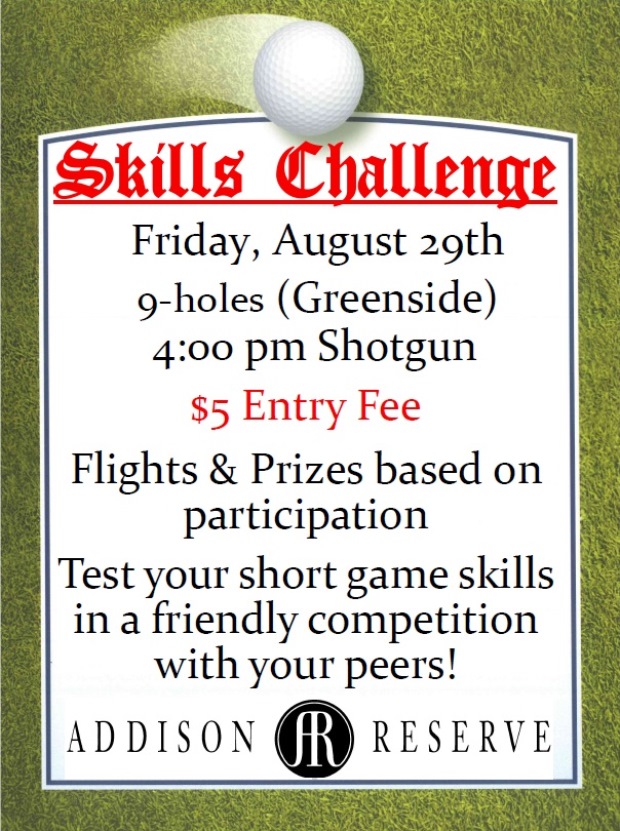 Skills Challenge
Friday, August 29th
9-holes (Greenside)
4:00 pm Shotgun
$5 Entry Fee
Flights & Prizes based on
participation
Test your short game skills
in a friendly competition
with your peers!
ADDISON AR RESERVE